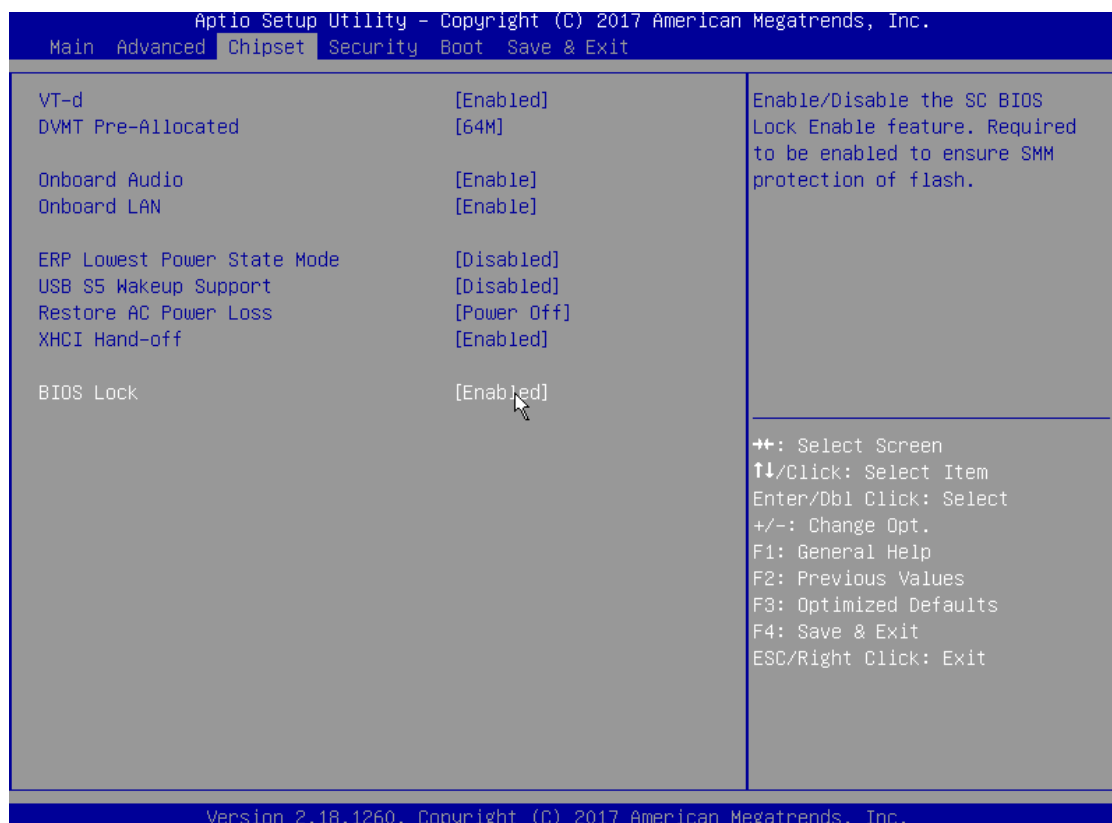 Aptio Setup Utility – Copyright (C) 2017 American Megatrends, Inc.
Main Advanced Chipset Security Boot Save & Exit
VT-d [Enabled]
DVMT Pre-Allocated [64M]
Onboard Audio [Enable]
Onboard LAN [Enable]
ERP Lowest Power State Mode [Disabled]
USB S5 Wakeup Support [Disabled]
Restore AC Power Loss [Power Off]
XHCI Hand-off [Enabled]
BIOS Lock [Enabled]
Enable/Disable the SC BIOS
Lock Enable feature. Required
to be enabled to ensure SMM
protection of flash.
→←: Select Screen
↑↓/Click: Select Item
Enter/Dbl Click: Select
+/-: Change Opt.
F1: General Help
F2: Previous Values
F3: Optimized Defaults
F4: Save & Exit
ESC/Right Click: Exit
Version 2.18.1260. Copyright (C) 2017 American Megatrends, Inc.